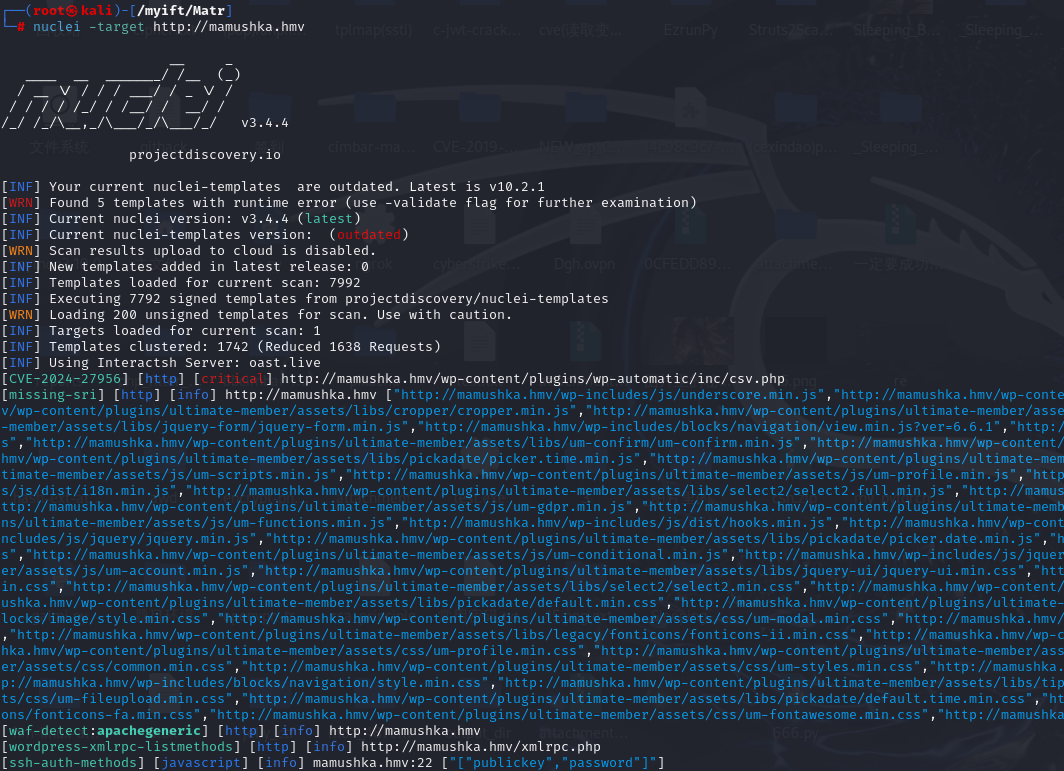 ┌──(root㉿kali)-[/myift/Matr]
└─# nuclei -target http://mamushka.hmv
v3.4.4
projectdiscovery.io
[INF] Your current nuclei-templates  are outdated. Latest is v10.2.1
[WRN] Found 5 templates with runtime error (use -validate flag for further examination)
[INF] Current nuclei version: v3.4.4 (latest)
[INF] Current nuclei-templates version:  (outdated)
[WRN] Scan results upload to cloud is disabled.
[INF] New templates added in latest release: 0
[INF] Templates loaded for current scan: 7992
[INF] Executing 7792 signed templates from projectdiscovery/nuclei-templates
[WRN] Loading 200 unsigned templates for scan. Use with caution.
[INF] Targets loaded for current scan: 1
[INF] Templates clustered: 1742 (Reduced 1638 Requests)
[INF] Using Interactsh Server: oast.live
[CVE-2024-27956] [http] [critical] http://mamushka.hmv/wp-content/plugins/wp-automatic/inc/csv.php
[missing-sri] [http] [info] http://mamushka.hmv ["http://mamushka.hmv/wp-includes/js/underscore.min.js","http://mamushka.hmv/wp-conte
v/wp-content/plugins/ultimate-member/assets/libs/cropper/cropper.min.js","http://mamushka.hmv/wp-content/plugins/ultimate-member/asse
-member/assets/libs/jquery-form/jquery-form.min.js","http://mamushka.hmv/wp-includes/blocks/navigation/view.min.js?ver=6.6.1","http:/
s","http://mamushka.hmv/wp-content/plugins/ultimate-member/assets/libs/um-confirm/um-confirm.min.js","http://mamushka.hmv/wp-content/
hmv/wp-content/plugins/ultimate-member/assets/libs/pickadate/picker.time.min.js","http://mamushka.hmv/wp-content/plugins/ultimate-mem
timate-member/assets/js/um-scripts.min.js","http://mamushka.hmv/wp-content/plugins/ultimate-member/assets/js/um-profile.min.js","http
s/js/dist/i18n.min.js","http://mamushka.hmv/wp-content/plugins/ultimate-member/assets/libs/select2/select2.full.min.js","http://mamus
ttp://mamushka.hmv/wp-content/plugins/ultimate-member/assets/js/um-gdpr.min.js","http://mamushka.hmv/wp-content/plugins/ultimate-memb
ns/ultimate-member/assets/js/um-functions.min.js","http://mamushka.hmv/wp-includes/js/dist/hooks.min.js","http://mamushka.hmv/wp-cont
ncludes/js/jquery/jquery.min.js","http://mamushka.hmv/wp-content/plugins/ultimate-member/assets/libs/pickadate/picker.date.min.js","h
s","http://mamushka.hmv/wp-content/plugins/ultimate-member/assets/js/um-conditional.min.js","http://mamushka.hmv/wp-includes/js/jquer
er/assets/js/um-account.min.js","http://mamushka.hmv/wp-content/plugins/ultimate-member/assets/libs/jquery-ui/jquery-ui.min.css","htt
in.css","http://mamushka.hmv/wp-content/plugins/ultimate-member/assets/libs/select2/select2.min.css","http://mamushka.hmv/wp-content/
ushka.hmv/wp-content/plugins/ultimate-member/assets/libs/pickadate/default.min.css","http://mamushka.hmv/wp-content/plugins/ultimate-
locks/image/style.min.css","http://mamushka.hmv/wp-content/plugins/ultimate-member/assets/css/um-modal.min.css","http://mamushka.hmv/
,"http://mamushka.hmv/wp-content/plugins/ultimate-member/assets/libs/legacy/fonticons/fonticons-ii.min.css","http://mamushka.hmv/wp-c
hka.hmv/wp-content/plugins/ultimate-member/assets/css/um-profile.min.css","http://mamushka.hmv/wp-content/plugins/ultimate-member/ass
er/assets/css/common.min.css","http://mamushka.hmv/wp-content/plugins/ultimate-member/assets/css/um-styles.min.css","http://mamushka.
p://mamushka.hmv/wp-includes/blocks/navigation/style.min.css","http://mamushka.hmv/wp-content/plugins/ultimate-member/assets/libs/tip
ts/css/um-fileupload.min.css","http://mamushka.hmv/wp-content/plugins/ultimate-member/assets/libs/pickadate/default.time.min.css","ht
ons/fonticons-fa.min.css","http://mamushka.hmv/wp-content/plugins/ultimate-member/assets/css/um-fontawesome.min.css","http://mamushka
[waf-detect:apachegeneric] [http] [info] http://mamushka.hmv
[wordpress-xmlrpc-listmethods] [http] [info] http://mamushka.hmv/xmlrpc.php
[ssh-auth-methods] [javascript] [info] mamushka.hmv:22 ["["publickey","password"]"]